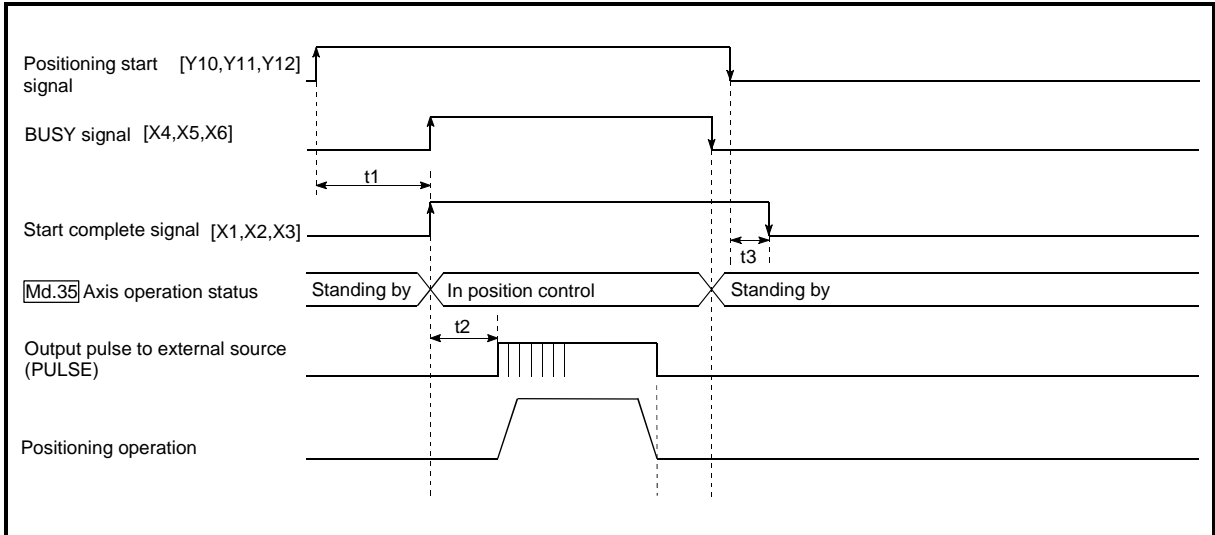 Positioning start [Y10,Y11,Y12]
signal
BUSY signal [X4,X5,X6]
t1
Start complete signal [X1,X2,X3]
t3
Md.35 Axis operation status Standing by In position control Standing by
t2
Output pulse to external source
(PULSE)
Positioning operation